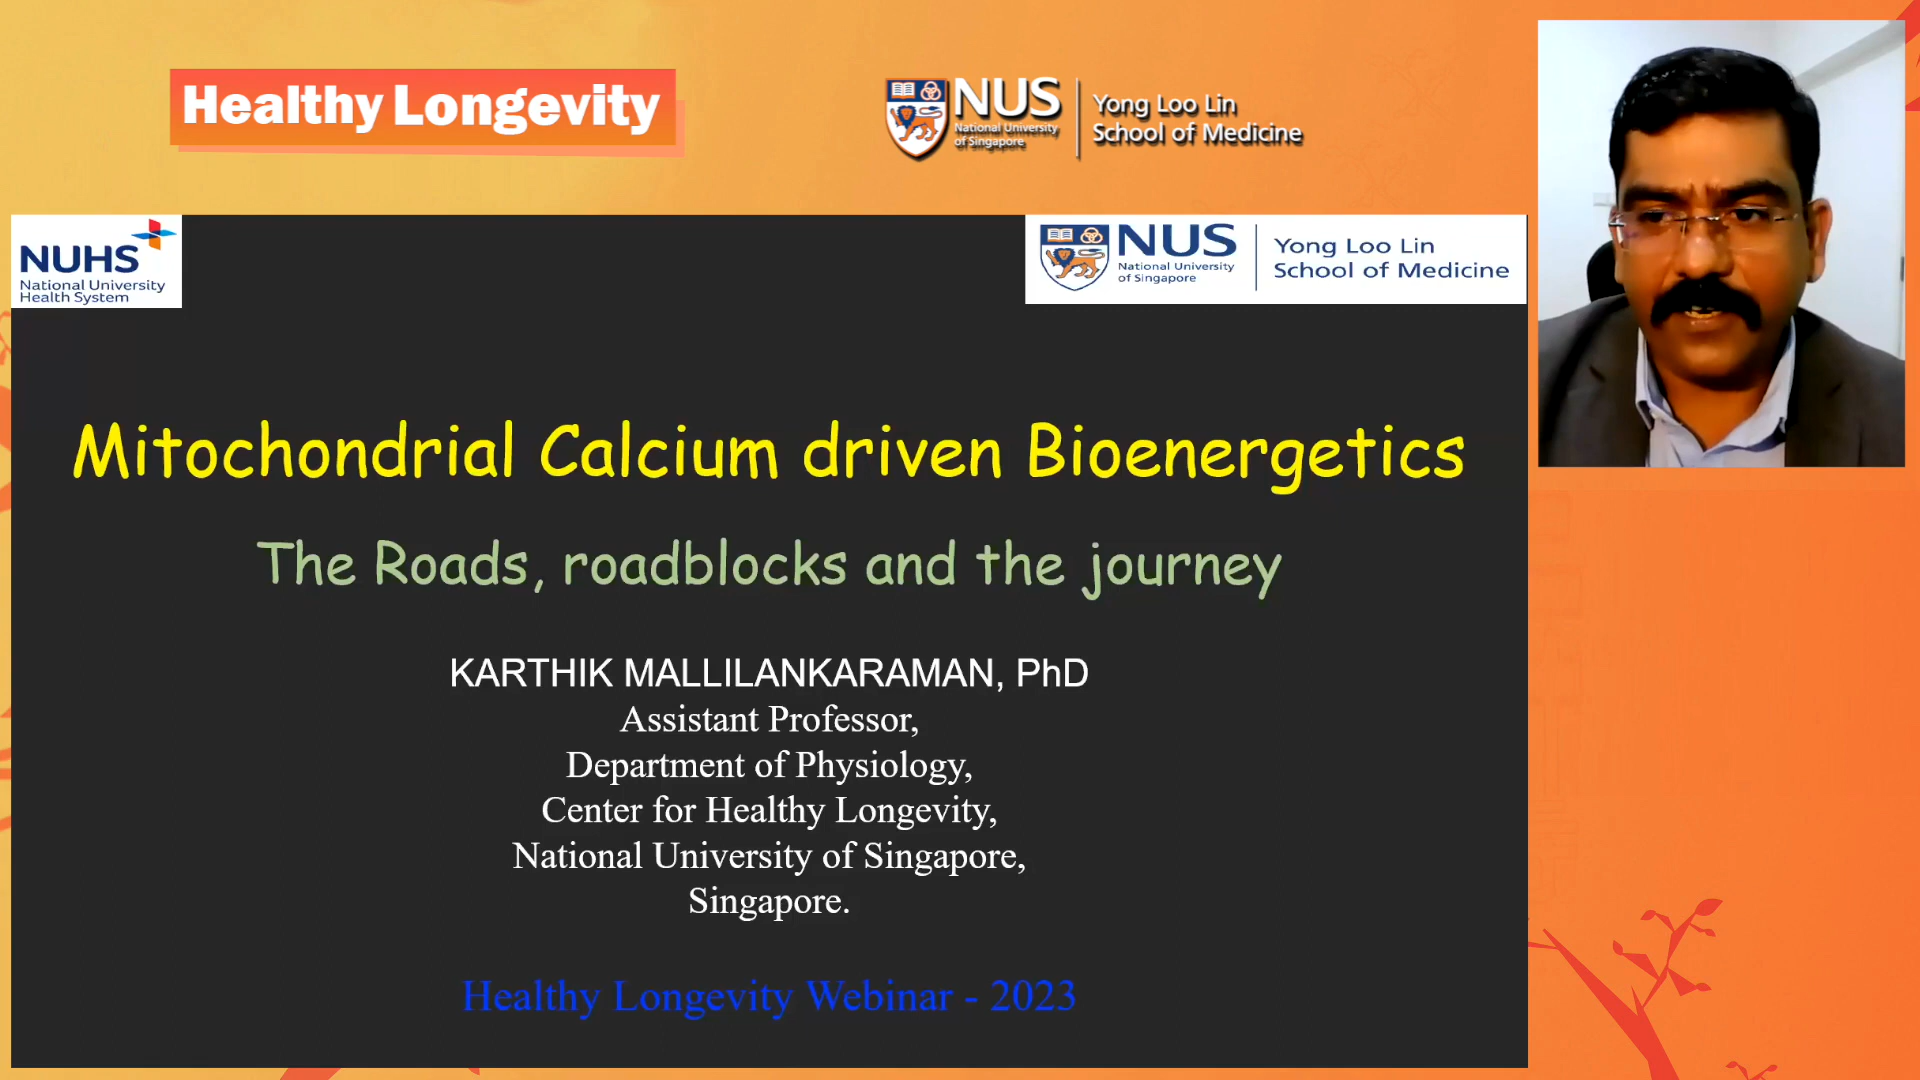 Healthy Longevity
NUS
National University
of Singapore
Yong Loo Lin
School of Medicine
NUHS
National University
Health System
NUS
National University
of Singapore
Yong Loo Lin
School of Medicine
Mitochondrial Calcium driven Bioenergetics
The Roads, roadblocks and the journey
KARTHIK MALLILANKARAMAN, PhD
Assistant Professor,
Department of Physiology,
Center for Healthy Longevity,
National University of Singapore,
Singapore.
Healthy Longevity Webinar - 2023